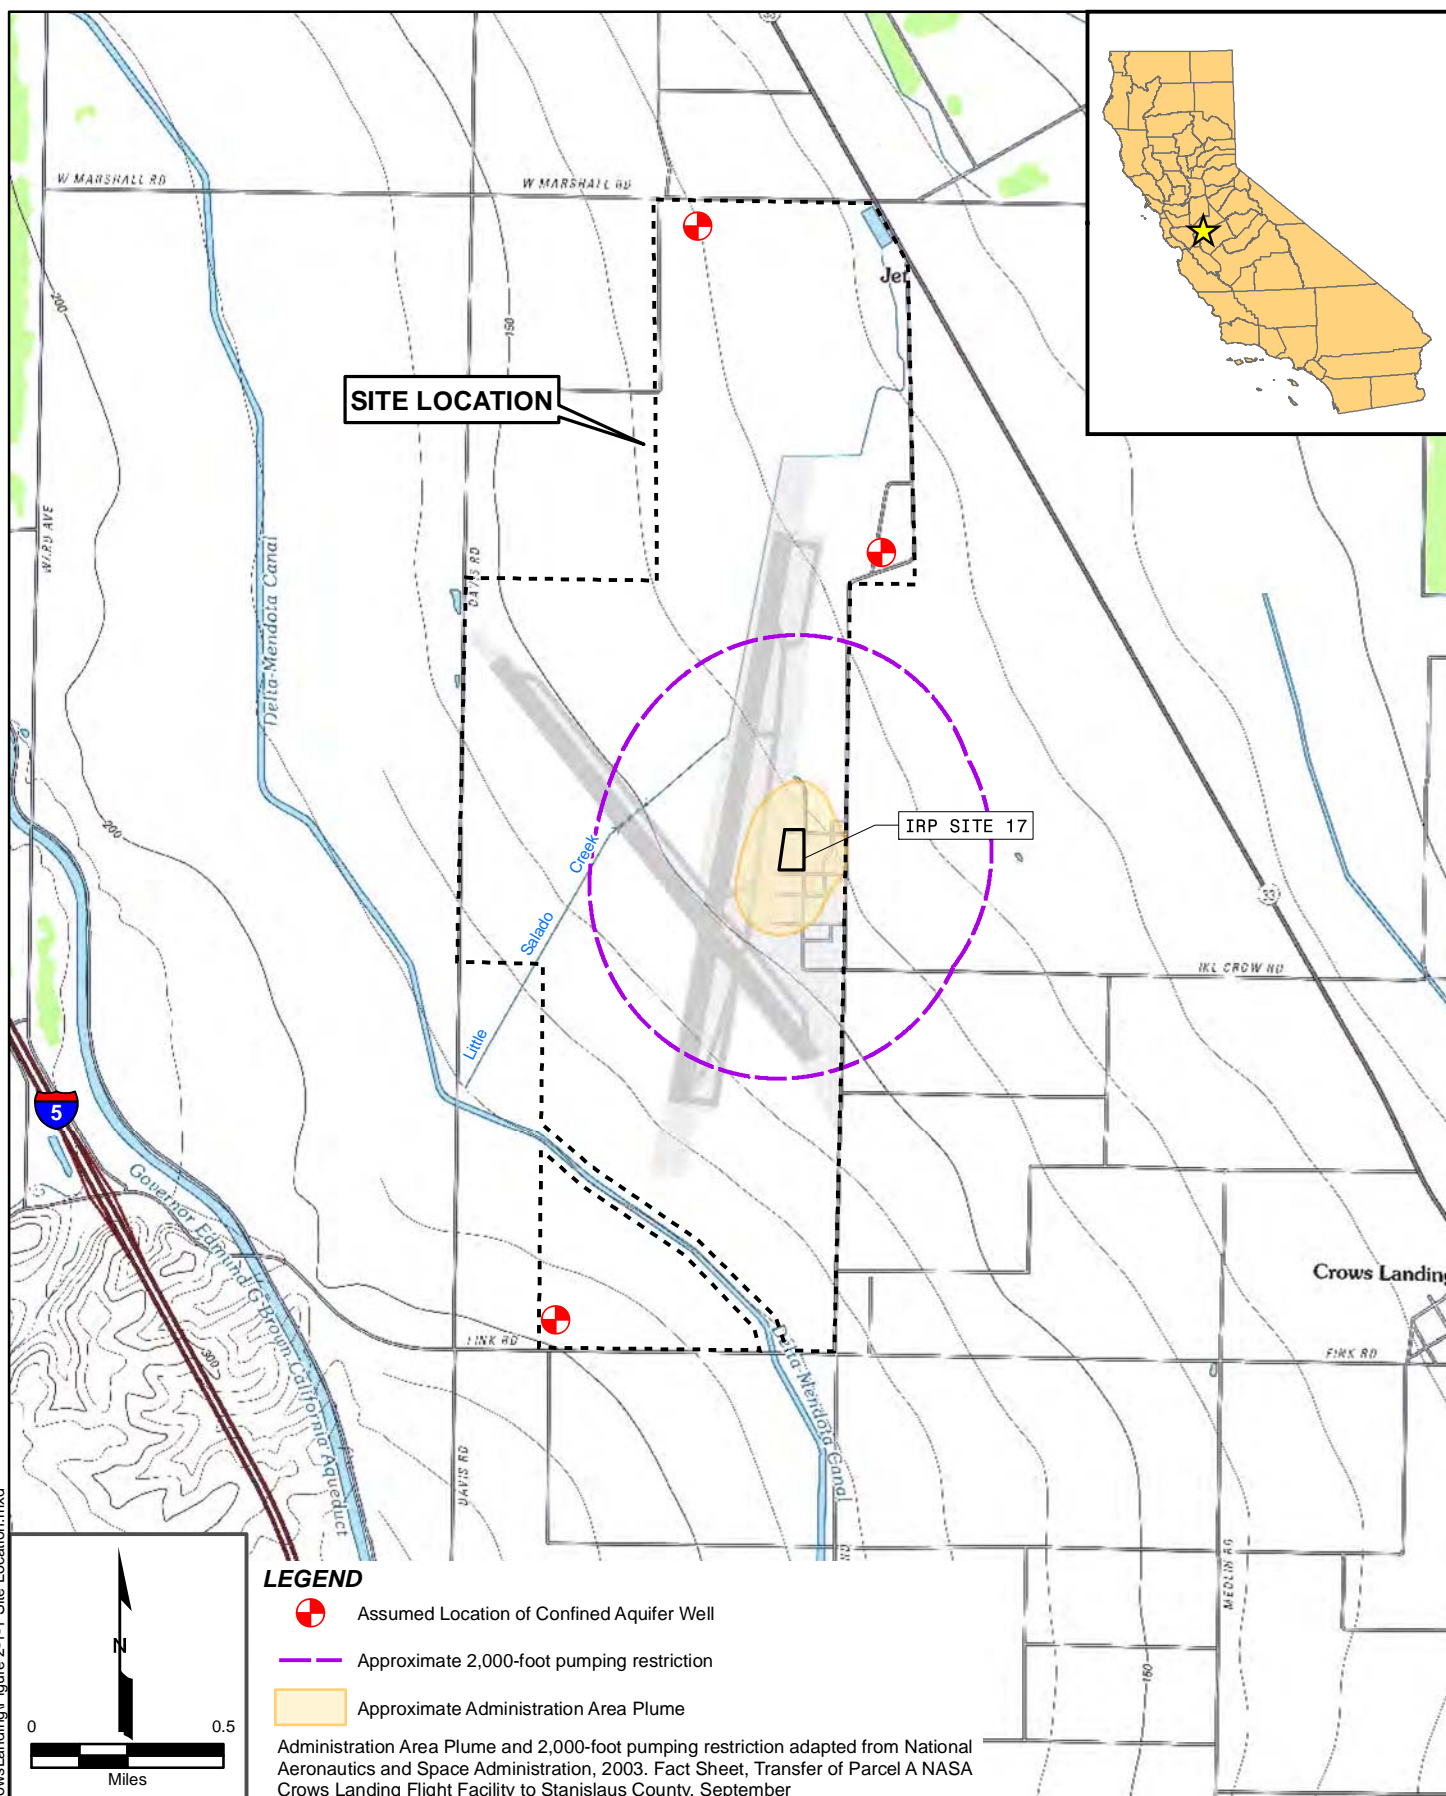 33
W MARSHALL RD
W MARSHALL RD
Jer
200
150
SITE LOCATION
WARD AVE
DAVIS RD
Delta-Mendota Canal
200
IRP SITE 17
Creek
33
Salado
IKE CROW RD
Little
5
Governor Edmund G Brown California Aqueduct
Crows Landing
300
FINK RD
FINK RD
Delta-Mendota Canal
DAVIS RD
RD
MEDLIN RD
150
LEGEND
Assumed Location of Confined Aquifer Well
Approximate 2,000-foot pumping restriction
Approximate Administration Area Plume
Administration Area Plume and 2,000-foot pumping restriction adapted from National
Aeronautics and Space Administration, 2003. Fact Sheet, Transfer of Parcel A NASA
Crows Landing Flight Facility to Stanislaus County. September
N
0 0.5
Miles